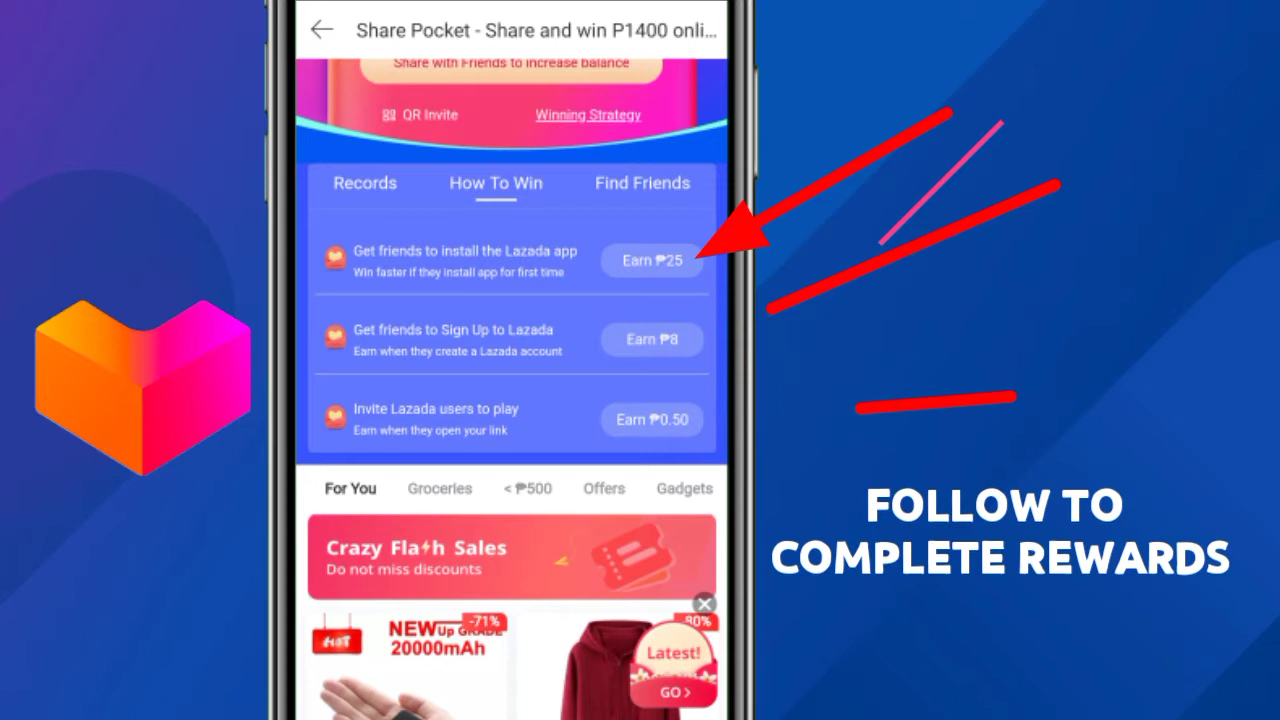 Share Pocket - Share and win P1400 onli...
Share with Friends to increase balance
QR Invite
Winning Strategy
Records
How To Win
Find Friends
Get friends to install the Lazada app
Win faster if they install app for first time
Earn ₱25
Get friends to Sign Up to Lazada
Earn when they create a Lazada account
Earn ₱8
Invite Lazada users to play
Earn when they open your link
Earn ₱0.50
For You
Groceries
< ₱500
Offers
Gadgets
Crazy Flash Sales
Do not miss discounts
HOT
NEW Up GRADE
20000mAh
-71%
-80%
Latest!
GO >
FOLLOW TO
COMPLETE REWARDS